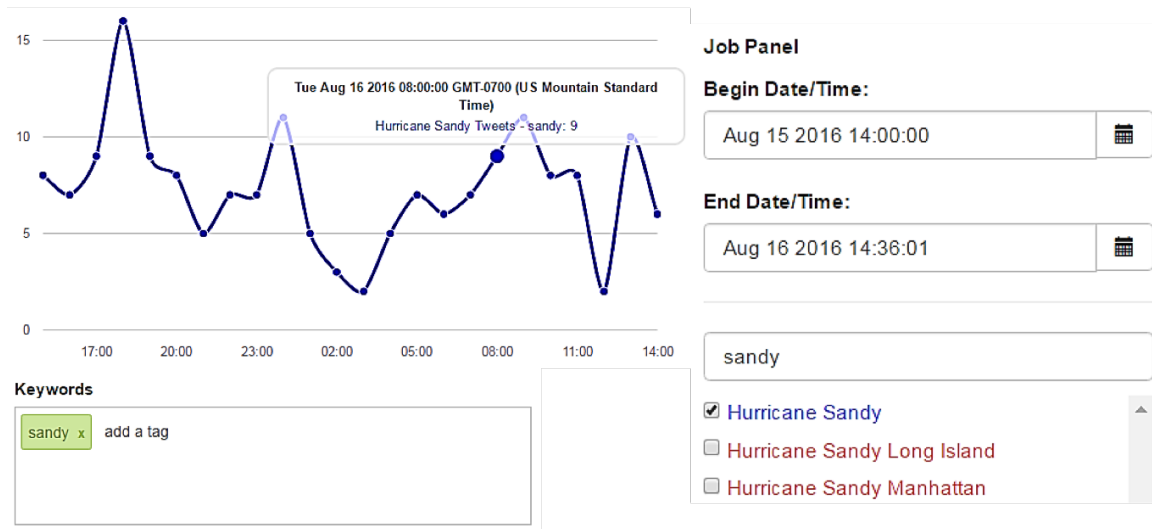 15
10
5
0
Tue Aug 16 2016 08:00:00 GMT-0700 (US Mountain Standard
Time)
Hurricane Sandy Tweets - sandy: 9
17:00 20:00 23:00 02:00 05:00 08:00 11:00 14:00
Keywords
sandy x add a tag
Job Panel
Begin Date/Time:
Aug 15 2016 14:00:00
End Date/Time:
Aug 16 2016 14:36:01
sandy
Hurricane Sandy
Hurricane Sandy Long Island
Hurricane Sandy Manhattan